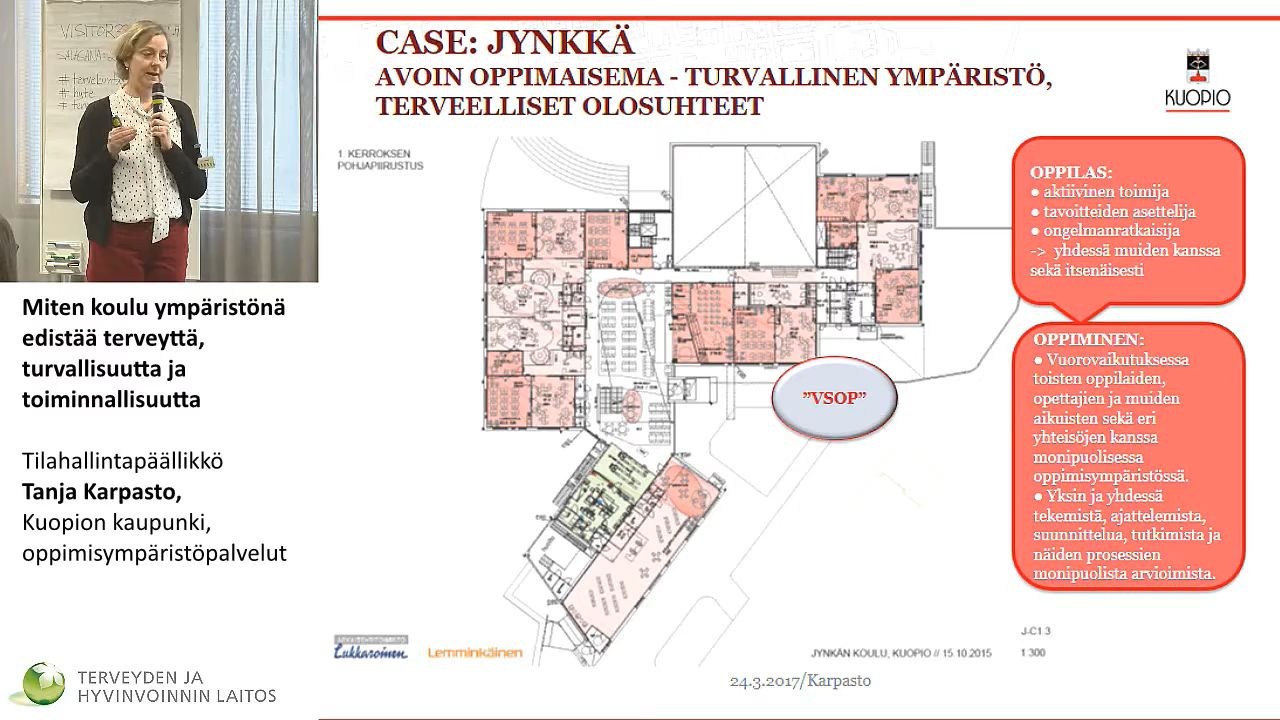 CASE: JYNKKÄ
AVOIN OPPIMAISEMA - TURVALLINEN YMPÄRISTÖ,
TERVEELLISET OLOSUHTEET
KUOPIO
1. KERROKSEN
POHJAPIIRUSTUS
OPPILAS:
● aktiivinen toimija
● tavoitteiden asettelija
● ongelmanratkaisija
-> yhdessä muiden kanssa
sekä itsenäisesti
OPPIMINEN:
● Vuorovaikutuksessa
toisten oppilaiden,
opettajien ja muiden
aikuisten sekä eri
yhteisöjen kanssa
monipuolisessa
oppimisympäristössä.
● Yksin ja yhdessä
tekemistä, ajattelemista,
suunnittelua, tutkimista ja
näiden prosessien
monipuolista arvioimista.
"VSOP"
Miten koulu ympäristönä
edistää terveyttä,
turvallisuutta ja
toiminnallisuutta
Tilahallintapäällikkö
Tanja Karpasto,
Kuopion kaupunki,
oppimisympäristöpalvelut
TERVEYDEN JA
HYVINVOINNIN LAITOS
ARKKITEHTITOIMISTO
Lukkaroinen
Lemminkäinen
JYNKÄN KOULU, KUOPIO // 15.10.2015
J-C1.3
1 300
24.3.2017/Karpasto